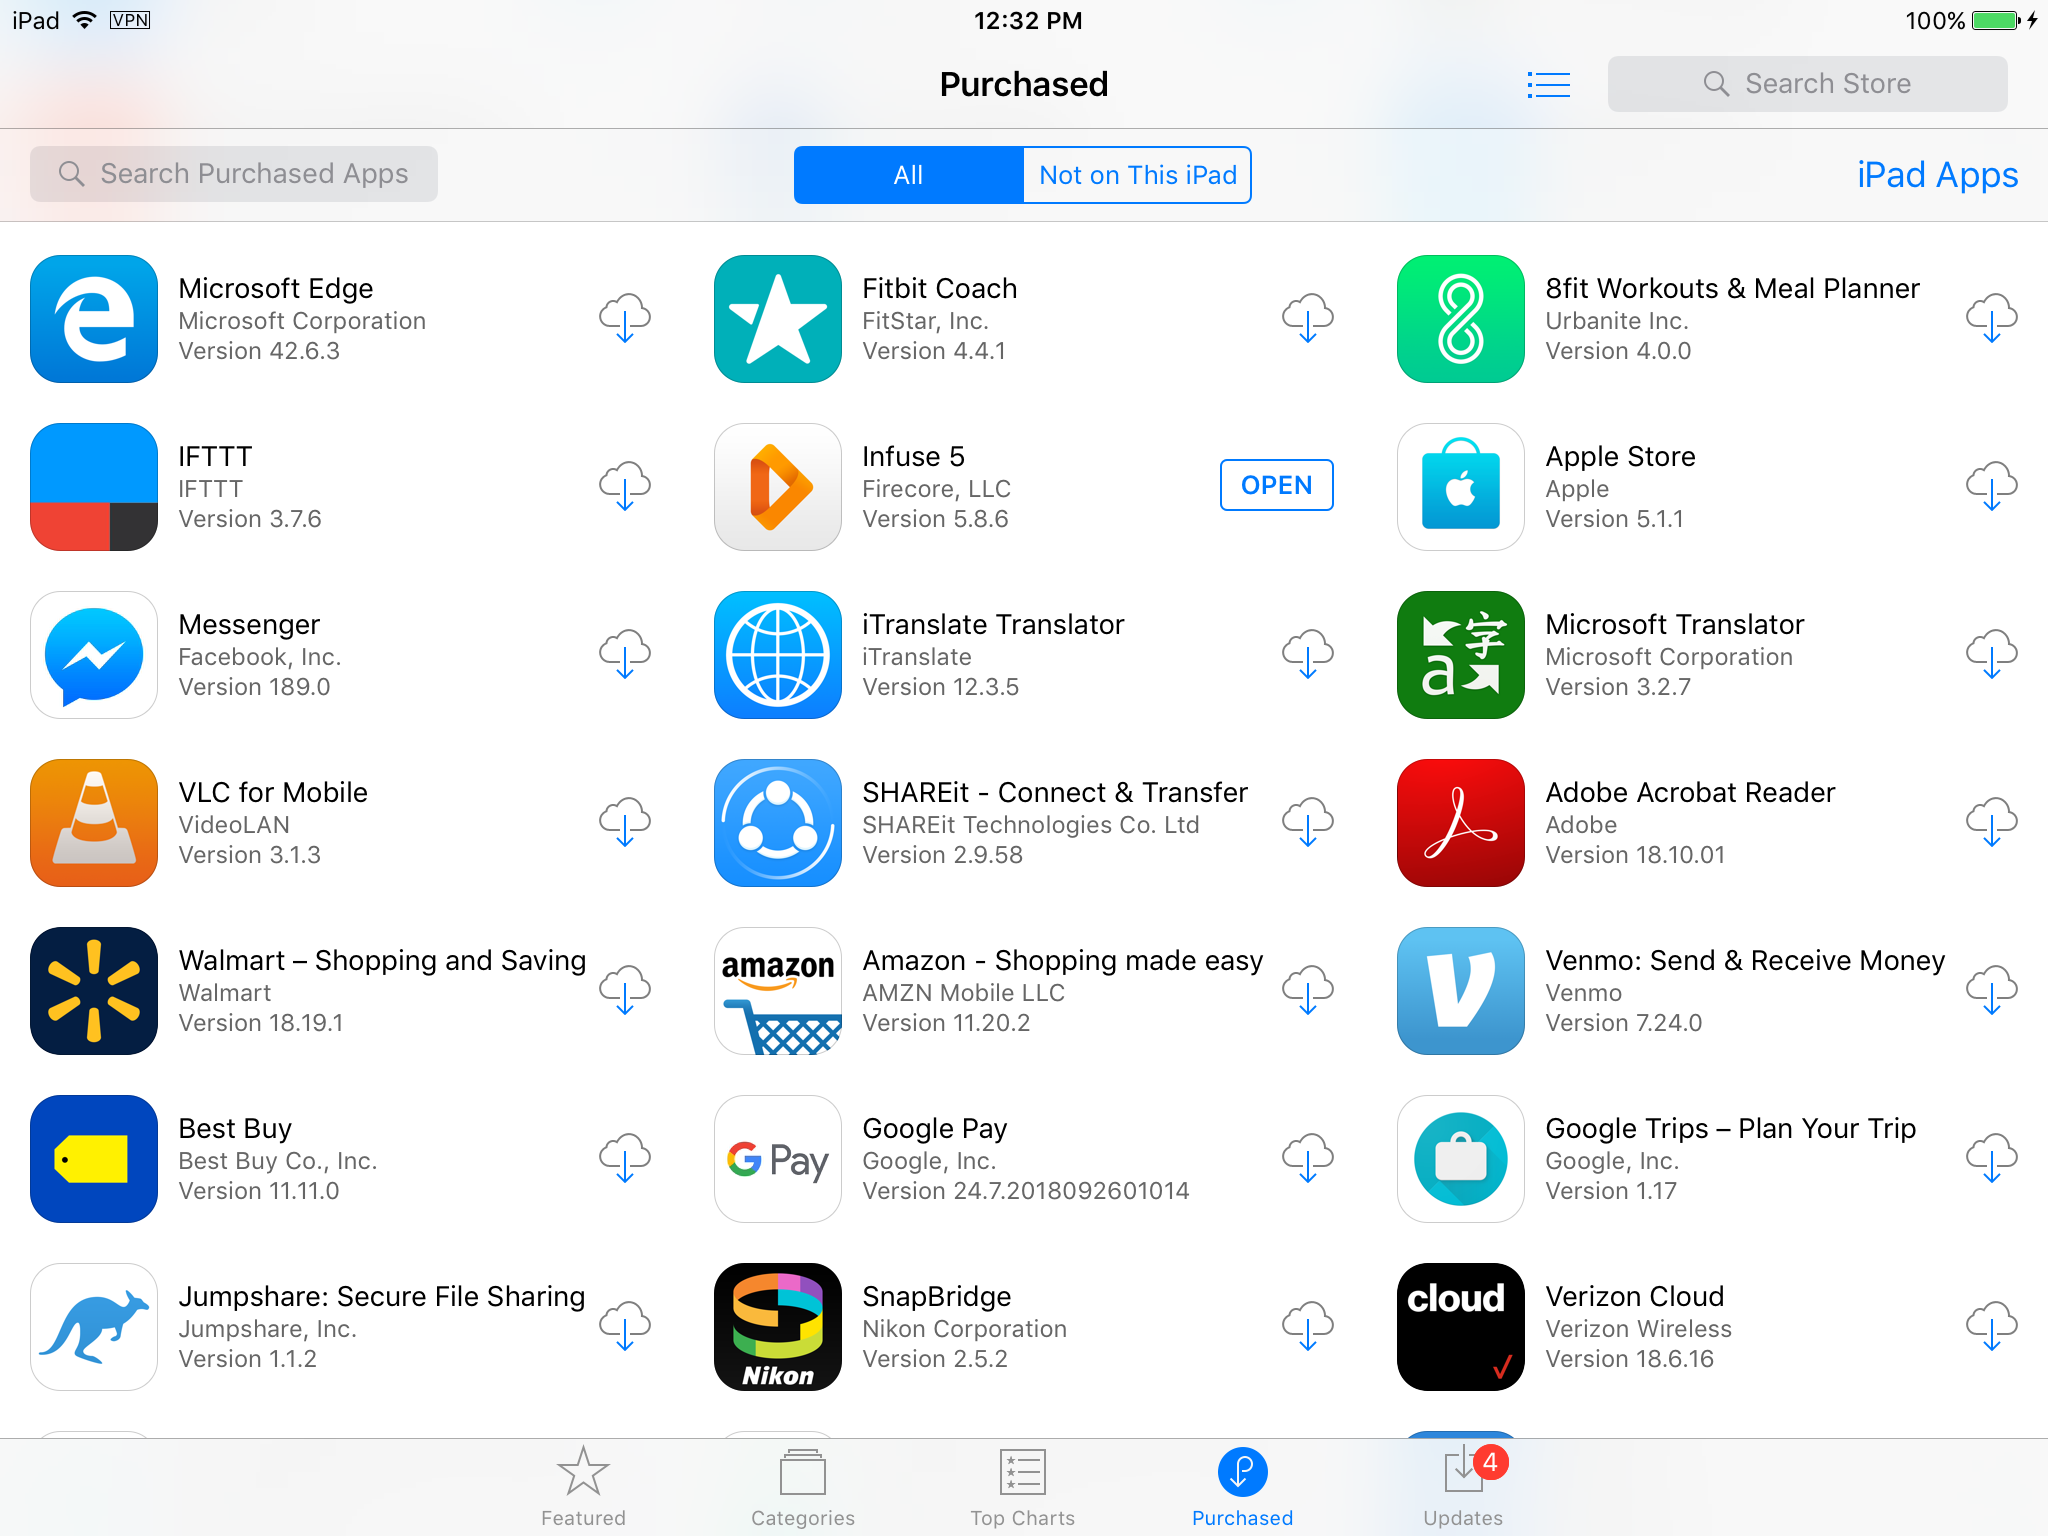 iPad VPN 12:32 PM 100%
Purchased Search Store
Search Purchased Apps All Not on This iPad iPad Apps
Microsoft Edge
Microsoft Corporation
Version 42.6.3
Fitbit Coach
FitStar, Inc.
Version 4.4.1
8fit Workouts & Meal Planner
Urbanite Inc.
Version 4.0.0
IFTTT
IFTTT
Version 3.7.6
Infuse 5
Firecore, LLC
Version 5.8.6
OPEN
Apple Store
Apple
Version 5.1.1
Messenger
Facebook, Inc.
Version 189.0
iTranslate Translator
iTranslate
Version 12.3.5
字
a
Microsoft Translator
Microsoft Corporation
Version 3.2.7
VLC for Mobile
VideoLAN
Version 3.1.3
SHAREit - Connect & Transfer
SHAREit Technologies Co. Ltd
Version 2.9.58
Adobe Acrobat Reader
Adobe
Version 18.10.01
Walmart – Shopping and Saving
Walmart
Version 18.19.1
amazon
Amazon - Shopping made easy
AMZN Mobile LLC
Version 11.20.2
Venmo: Send & Receive Money
Venmo
Version 7.24.0
Best Buy
Best Buy Co., Inc.
Version 11.11.0
G Pay
Google Pay
Google, Inc.
Version 24.7.2018092601014
Google Trips – Plan Your Trip
Google, Inc.
Version 1.17
Jumpshare: Secure File Sharing
Jumpshare, Inc.
Version 1.1.2
Nikon
SnapBridge
Nikon Corporation
Version 2.5.2
cloud
Verizon Cloud
Verizon Wireless
Version 18.6.16
4
Featured Categories Top Charts Purchased Updates